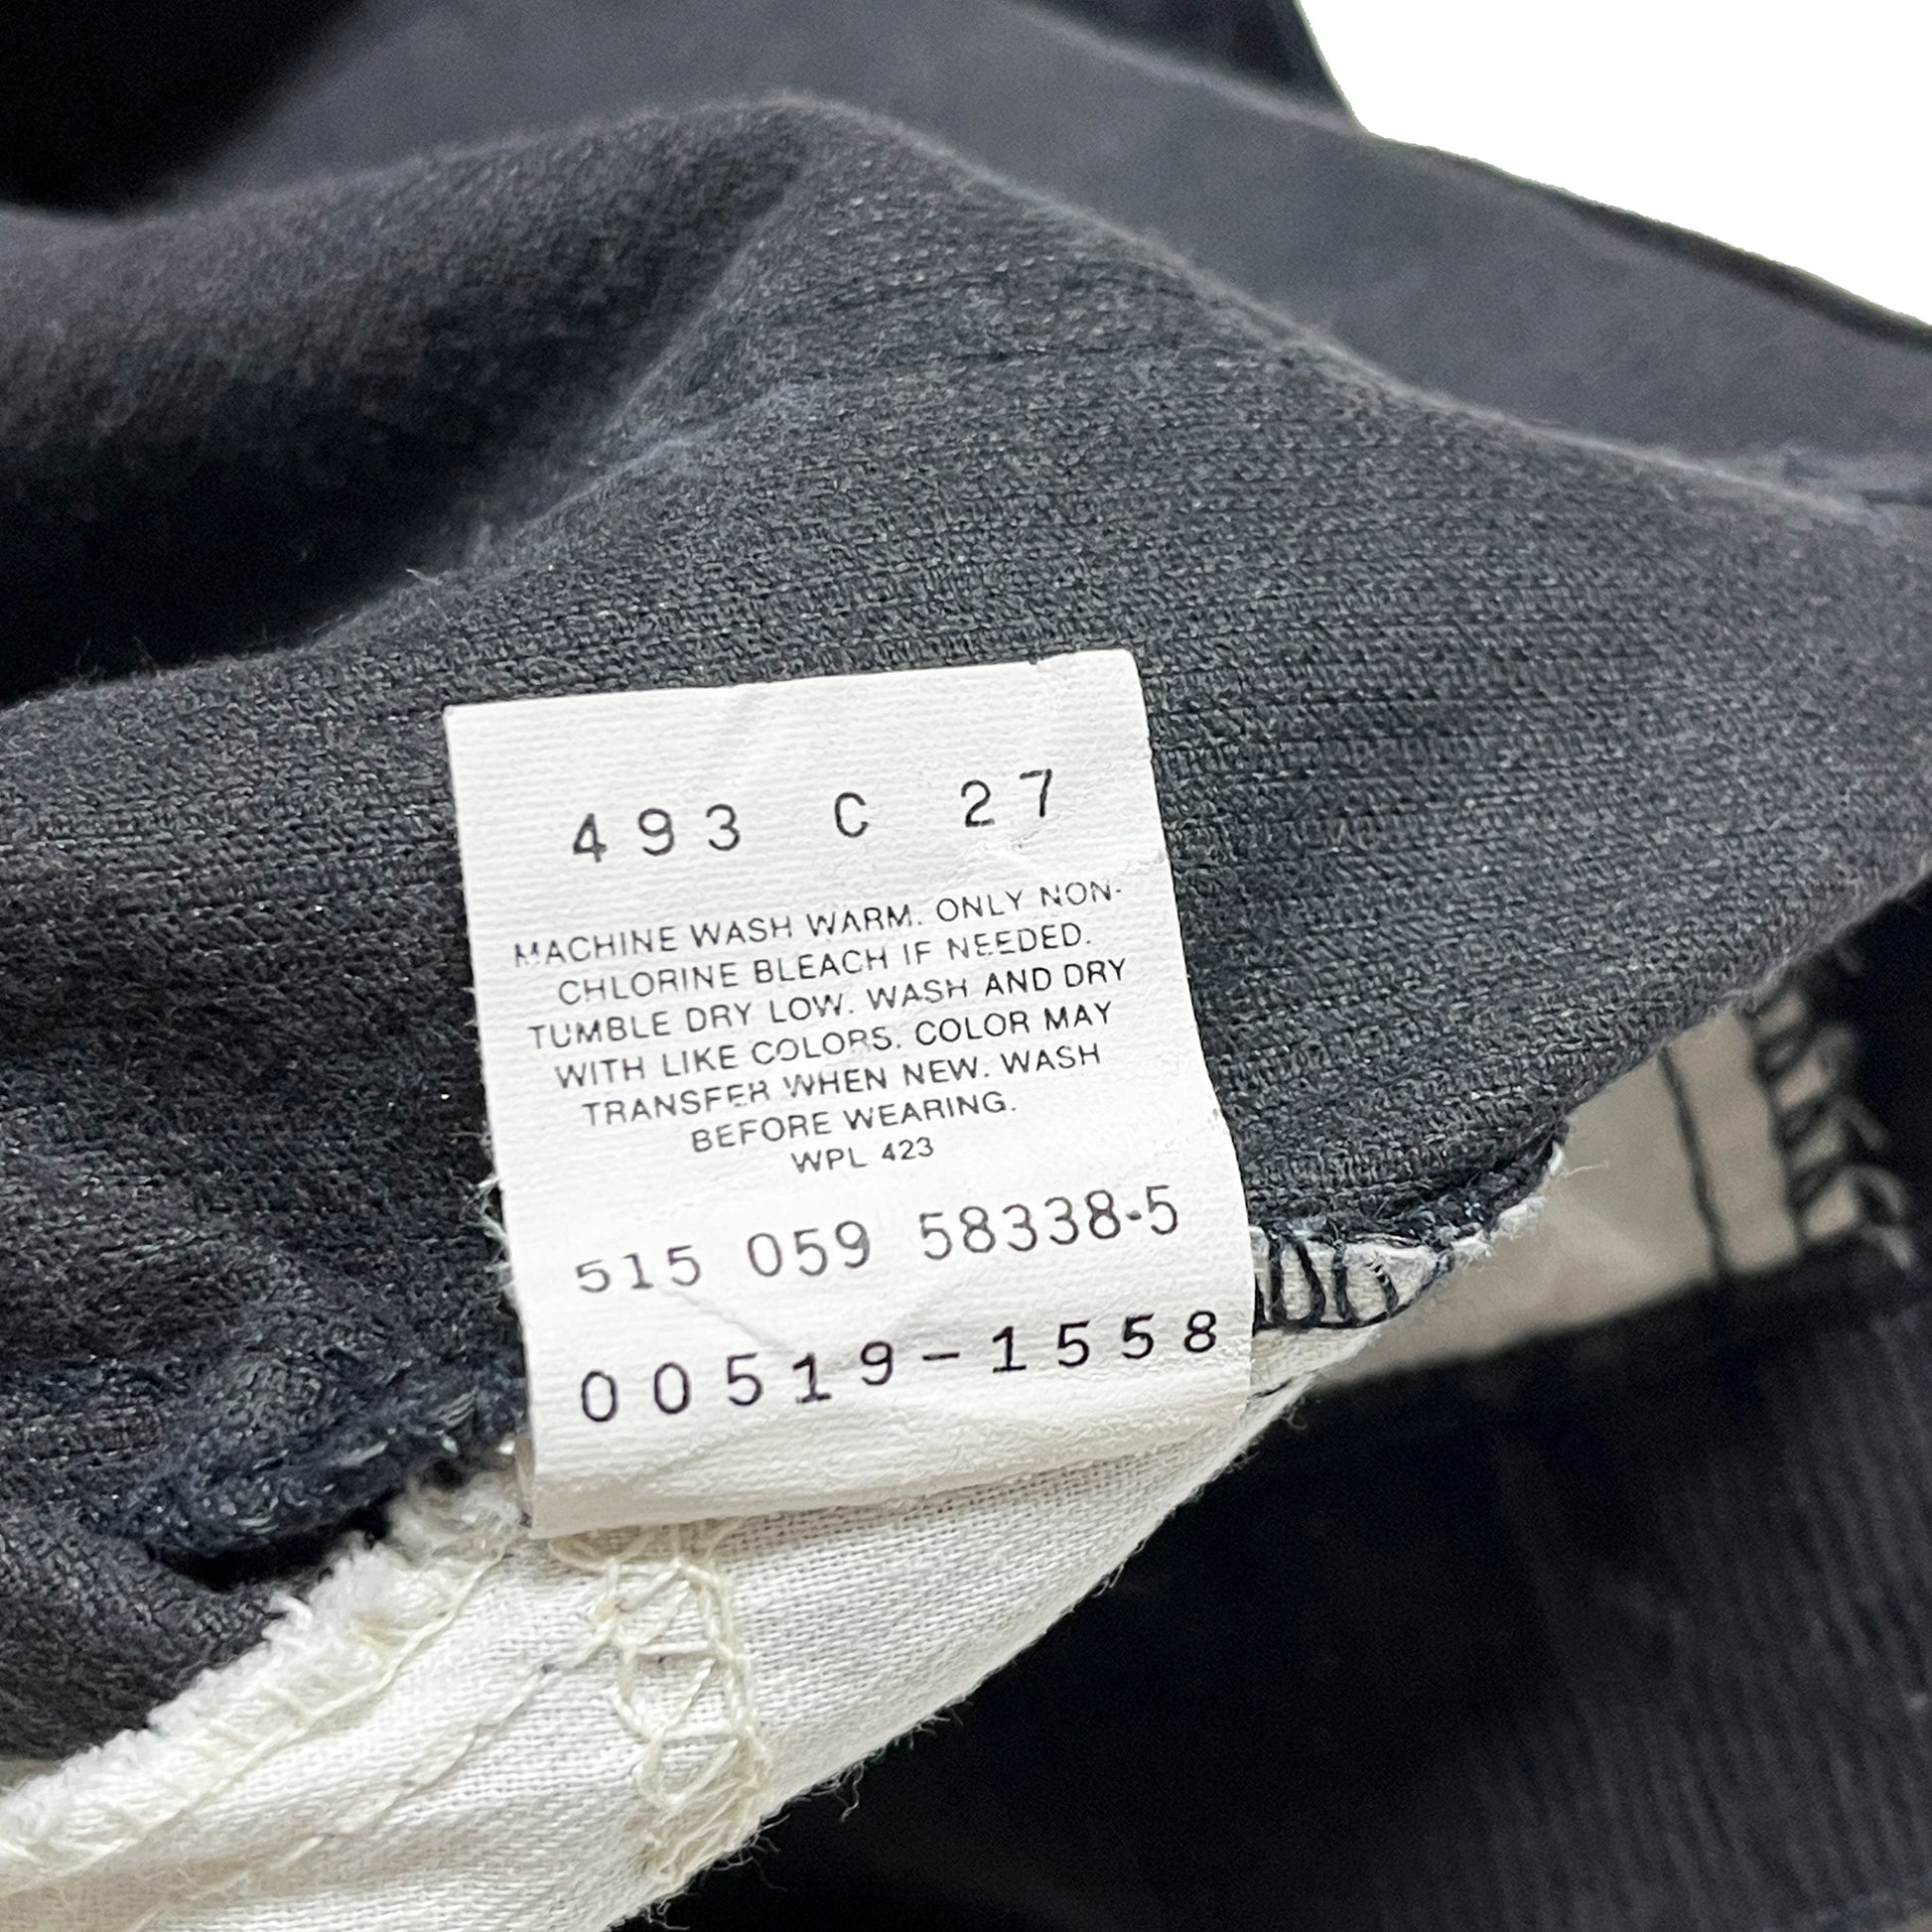 493 C 27
MACHINE WASH WARM. ONLY NON-
CHLORINE BLEACH IF NEEDED.
TUMBLE DRY LOW. WASH AND DRY
WITH LIKE COLORS. COLOR MAY
TRANSFER WHEN NEW. WASH
BEFORE WEARING.
WPL 423
515 059 58338-5
00519-1558